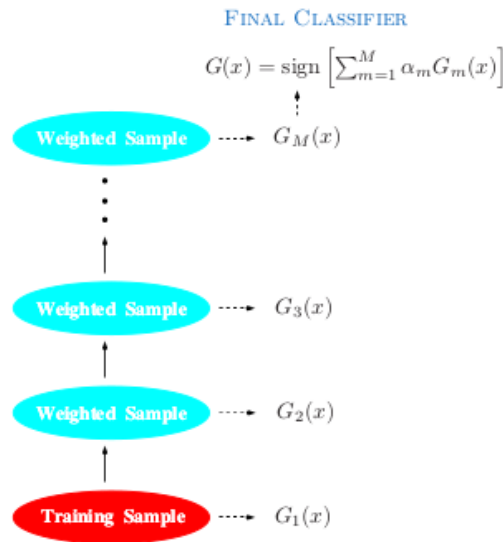 FINAL CLASSIFIER
G(x) = sign [∑_{m=1}^{M} α_m G_m(x)]
Weighted Sample G_M(x)
Weighted Sample G_3(x)
Weighted Sample G_2(x)
Training Sample G_1(x)